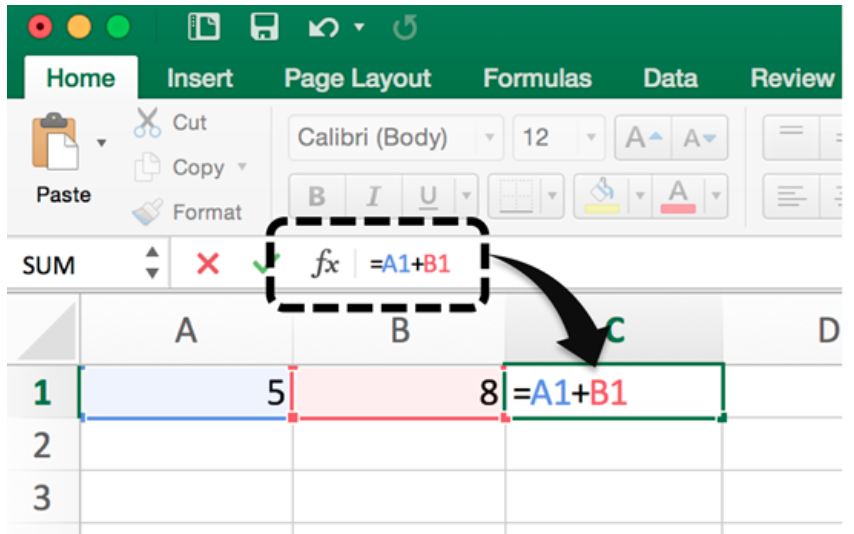 Home Insert Page Layout Formulas Data Review
Cut
Calibri (Body) 12 A A
Copy
Paste
B I U A
Format
SUM fx =A1+B1
A B C D
1 5 8 =A1+B1
2
3